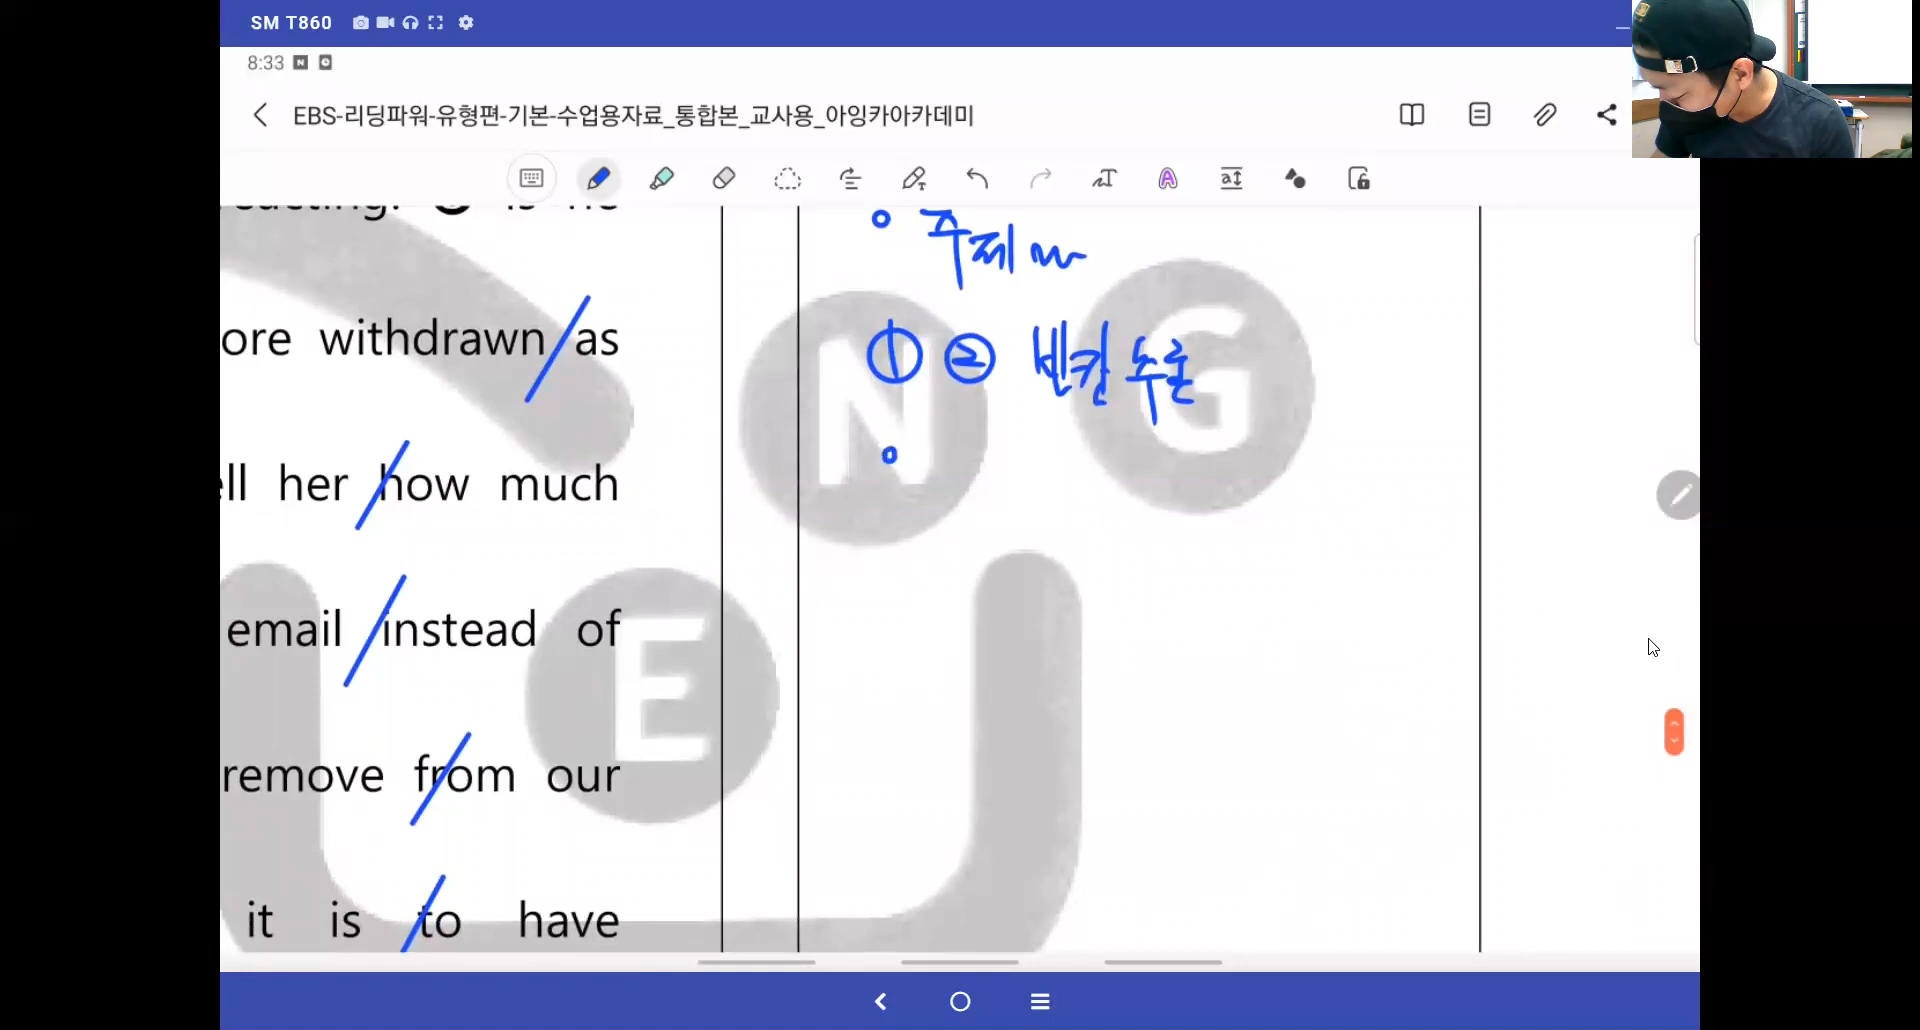 SM T860
8:33
EBS-리딩파워-유형편-기본-수업용자료_통합본_교사용_아잉카아카데미
is he
주제
ore withdrawn as
① ② 빈칸 추론
ell her how much
email instead of
remove from our
it is to have
N G
E